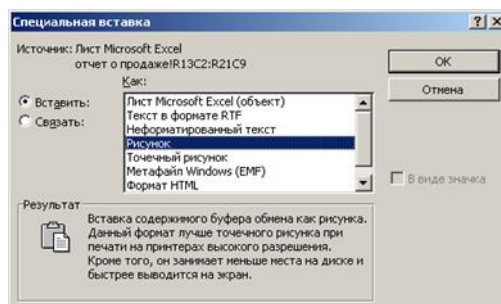 Специальная вставка
Источник: Лист Microsoft Excel
отчет о продаже!R13C2:R21C9
Как:
Вставить:
Связать:
Лист Microsoft Excel (объект)
Текст в формате RTF
Неформатированный текст
Рисунок
Точечный рисунок
Метафайл Windows (EMF)
Формат HTML
ОК
Отмена
В виде значка
Результат
Вставка содержимого буфера обмена как рисунка.
Данный формат лучше точечного рисунка при
печати на принтерах высокого разрешения.
Кроме того, он занимает меньше места на диске и
быстрее выводится на экран.